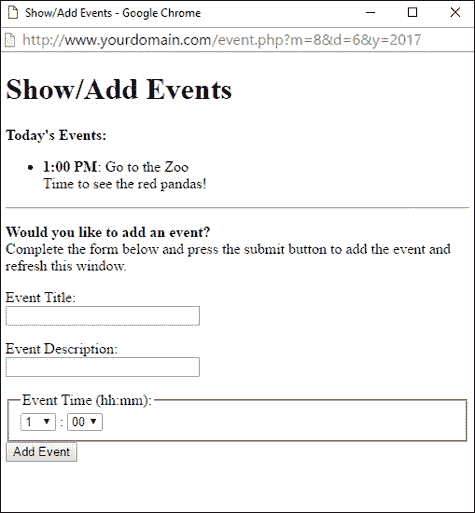 Show/Add Events - Google Chrome
http://www.yourdomain.com/event.php?m=8&d=6&y=2017
Show/Add Events
Today's Events:
• 1:00 PM: Go to the Zoo
Time to see the red pandas!
Would you like to add an event?
Complete the form below and press the submit button to add the event and
refresh this window.
Event Title:
Event Description:
Event Time (hh:mm):
1 : 00
Add Event